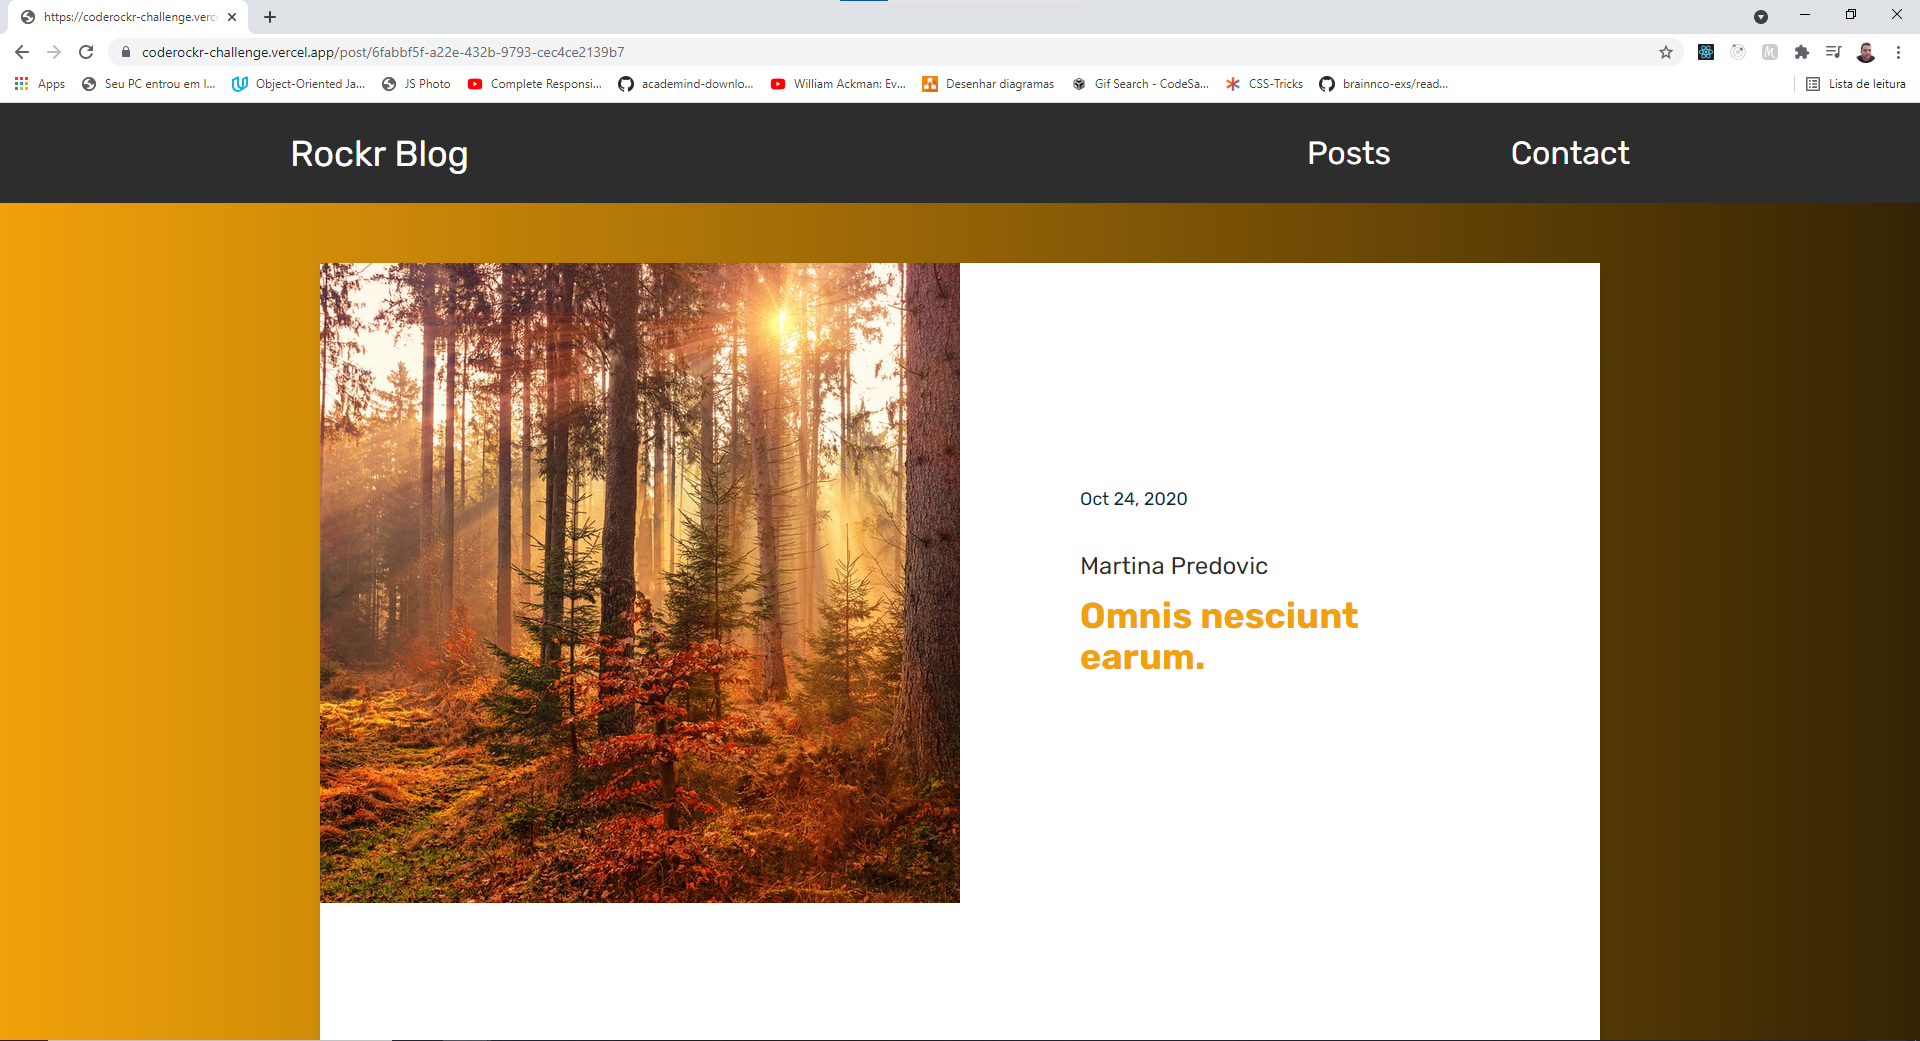 https://coderockr-challenge.verc
coderockr-challenge.vercel.app/post/6fabbf5f-a22e-432b-9793-cec4ce2139b7
Apps Seu PC entrou em l... Object-Oriented Ja... JS Photo Complete Responsi... academind-downlo... William Ackman: Ev... Desenhar diagramas Gif Search - CodeSa... CSS-Tricks brainnco-exs/read... Lista de leitura
Rockr Blog Posts Contact
Oct 24, 2020
Martina Predovic
Omnis nesciunt
earum.